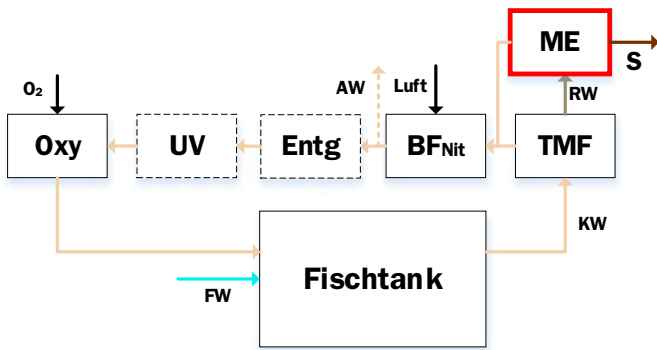 ME
S
O₂
AW
Luft
RW
Oxy
UV
Entg
BFNit
TMF
KW
Fischtank
FW